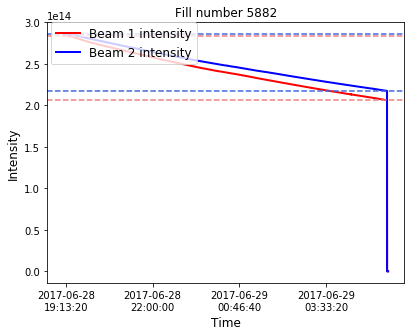 Fill number 5882
1e14
Beam 1 intensity
Beam 2 intensity
3.0
2.5
2.0
1.5
1.0
0.5
0.0
Intensity
2017-06-28
19:13:20
2017-06-28
22:00:00
2017-06-29
00:46:40
2017-06-29
03:33:20
Time